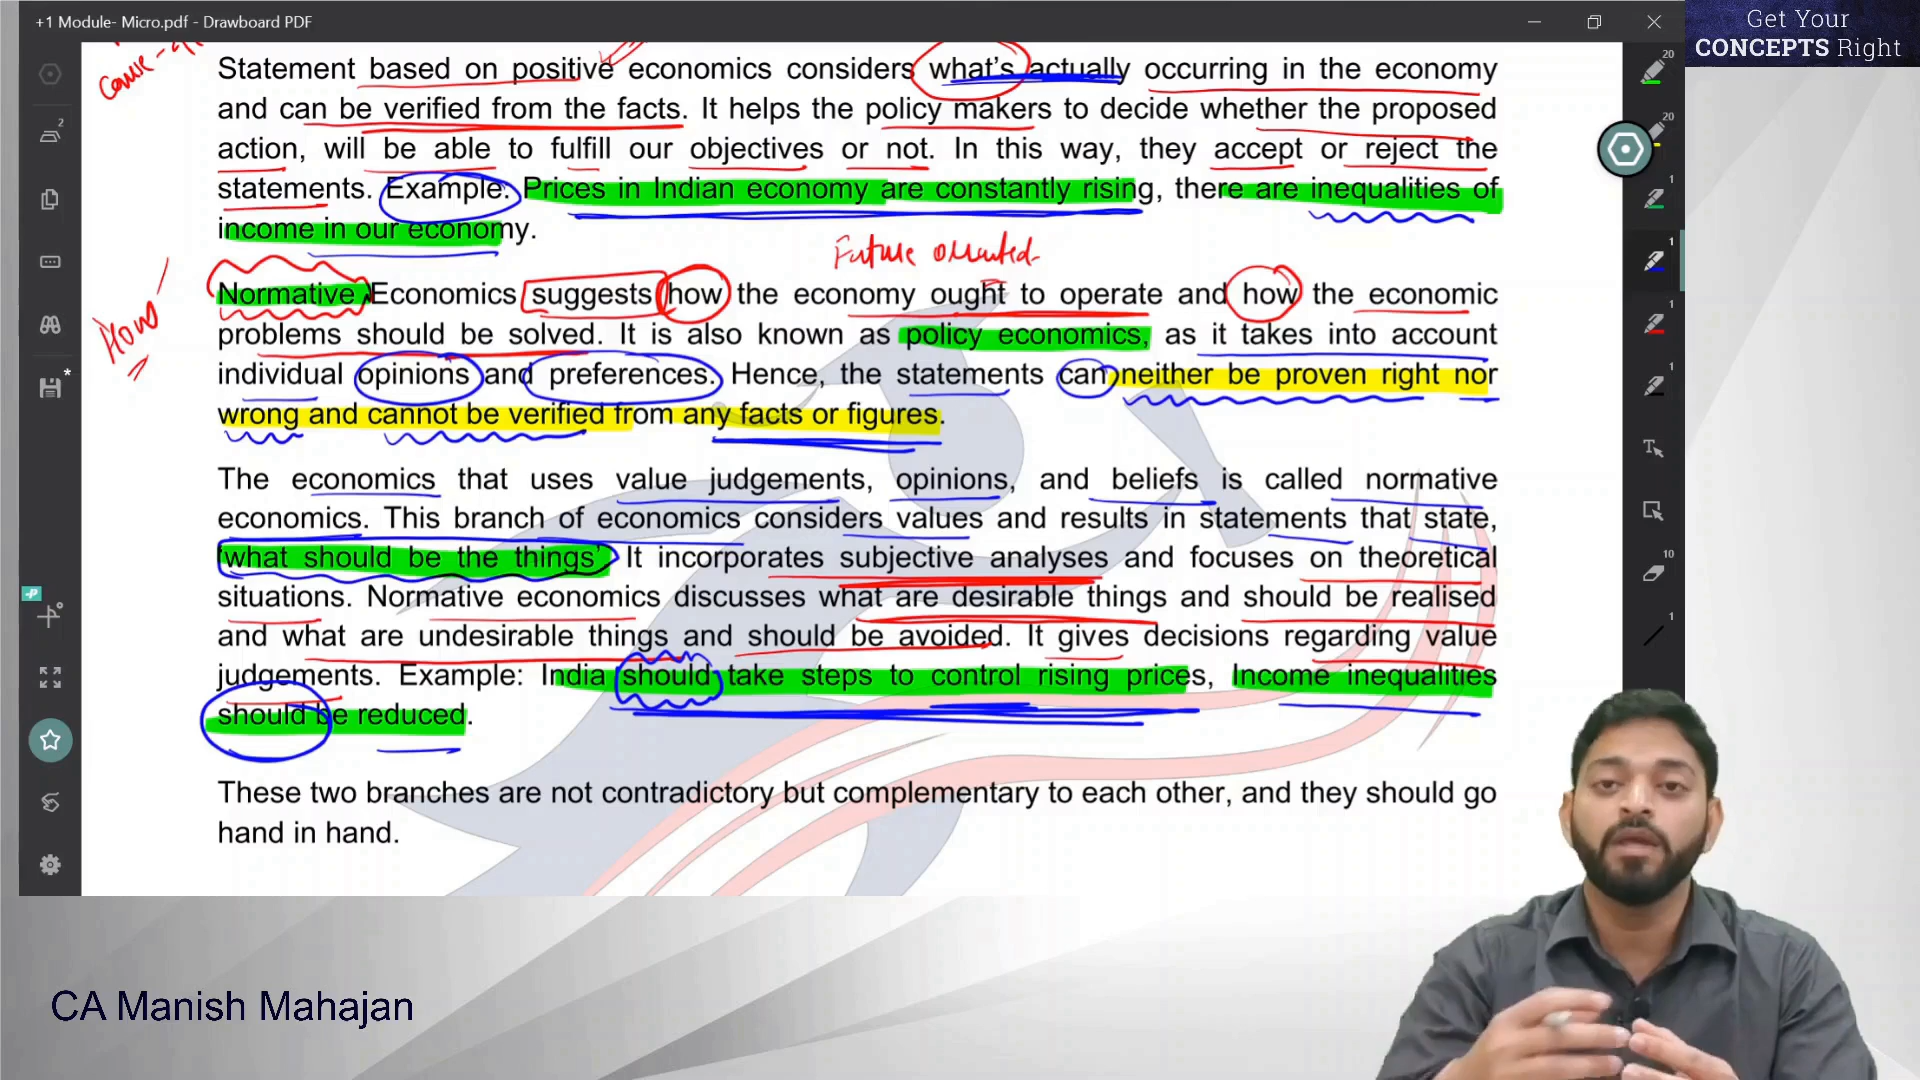 +1 Module- Micro.pdf - Drawboard PDF
Get Your
CONCEPTS Right
Cause -
Statement based on positive economics considers what's actually occurring in the economy
and can be verified from the facts. It helps the policy makers to decide whether the proposed
action, will be able to fulfill our objectives or not. In this way, they accept or reject the
statements. Example: Prices in Indian economy are constantly rising, there are inequalities of
income in our economy.
Future oriented
Normative Economics suggests how the economy ought to operate and how the economic
How
problems should be solved. It is also known as policy economics, as it takes into account
individual opinions and preferences. Hence, the statements can neither be proven right nor
wrong and cannot be verified from any facts or figures.
The economics that uses value judgements, opinions, and beliefs is called normative
economics. This branch of economics considers values and results in statements that state,
'what should be the things' It incorporates subjective analyses and focuses on theoretical
situations. Normative economics discusses what are desirable things and should be realised
and what are undesirable things and should be avoided. It gives decisions regarding value
judgements. Example: India should take steps to control rising prices, Income inequalities
should be reduced.
These two branches are not contradictory but complementary to each other, and they should go
hand in hand.
2
20
20
1
1
1
1
10
1
CA Manish Mahajan